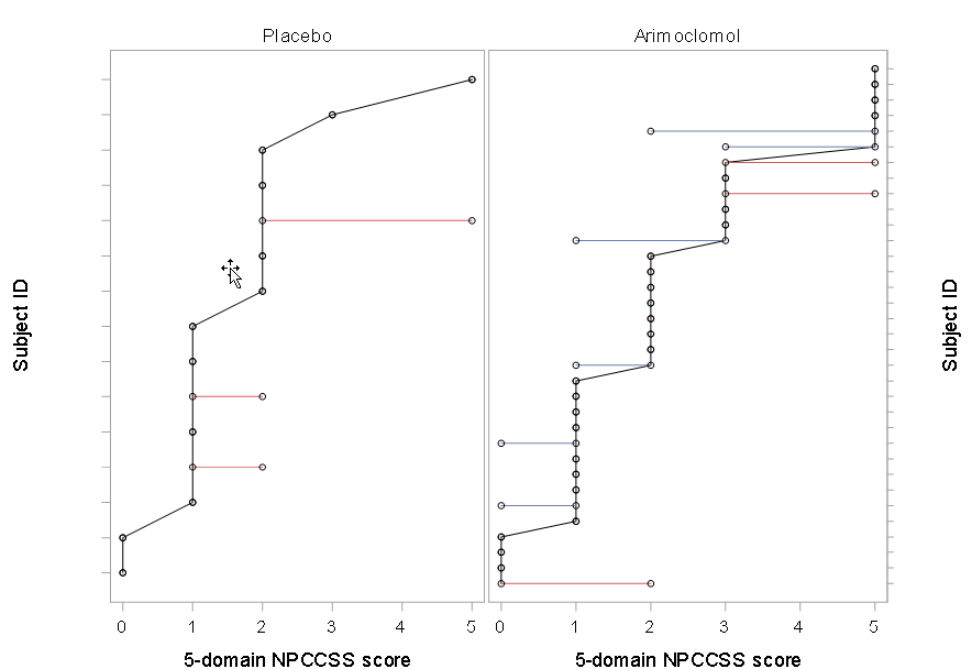 Placebo
Arimoclomol
Subject ID
Subject ID
0 1 2 3 4 5
0 1 2 3 4 5
5-domain NPCCSS score
5-domain NPCCSS score